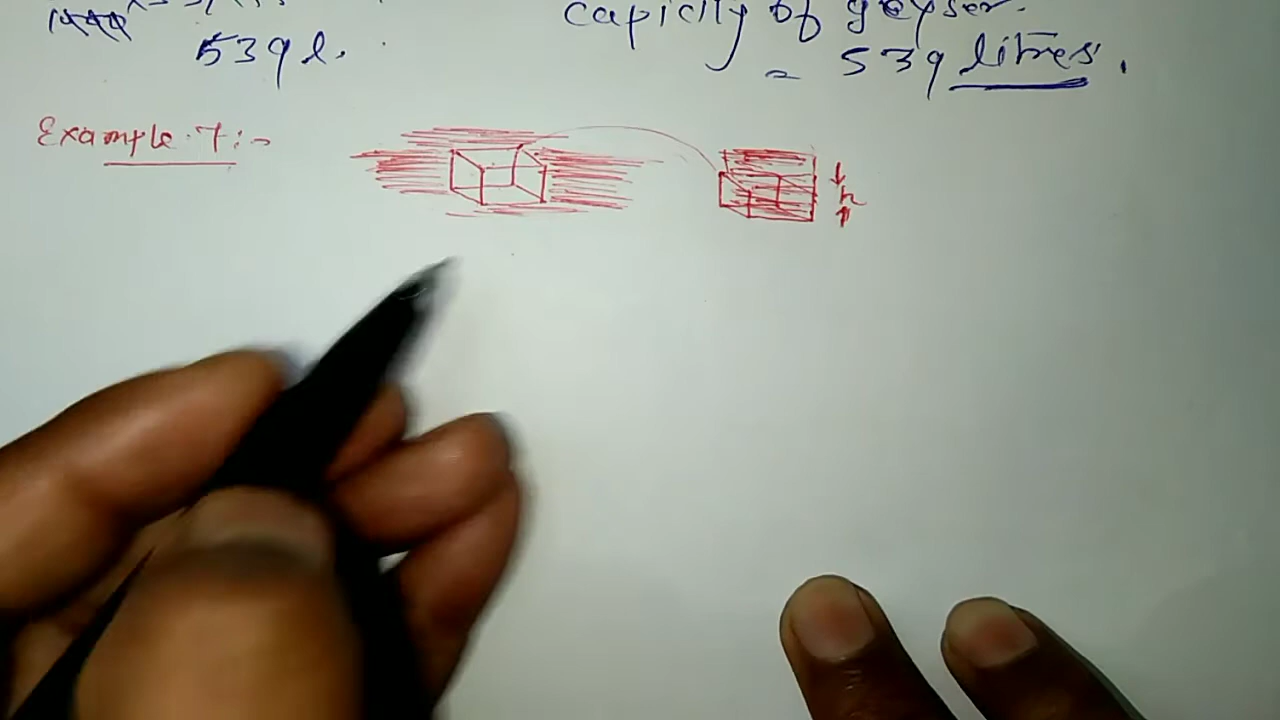 capicity of geyser.
539 l.
= 539 litres.
Example 7:-
h